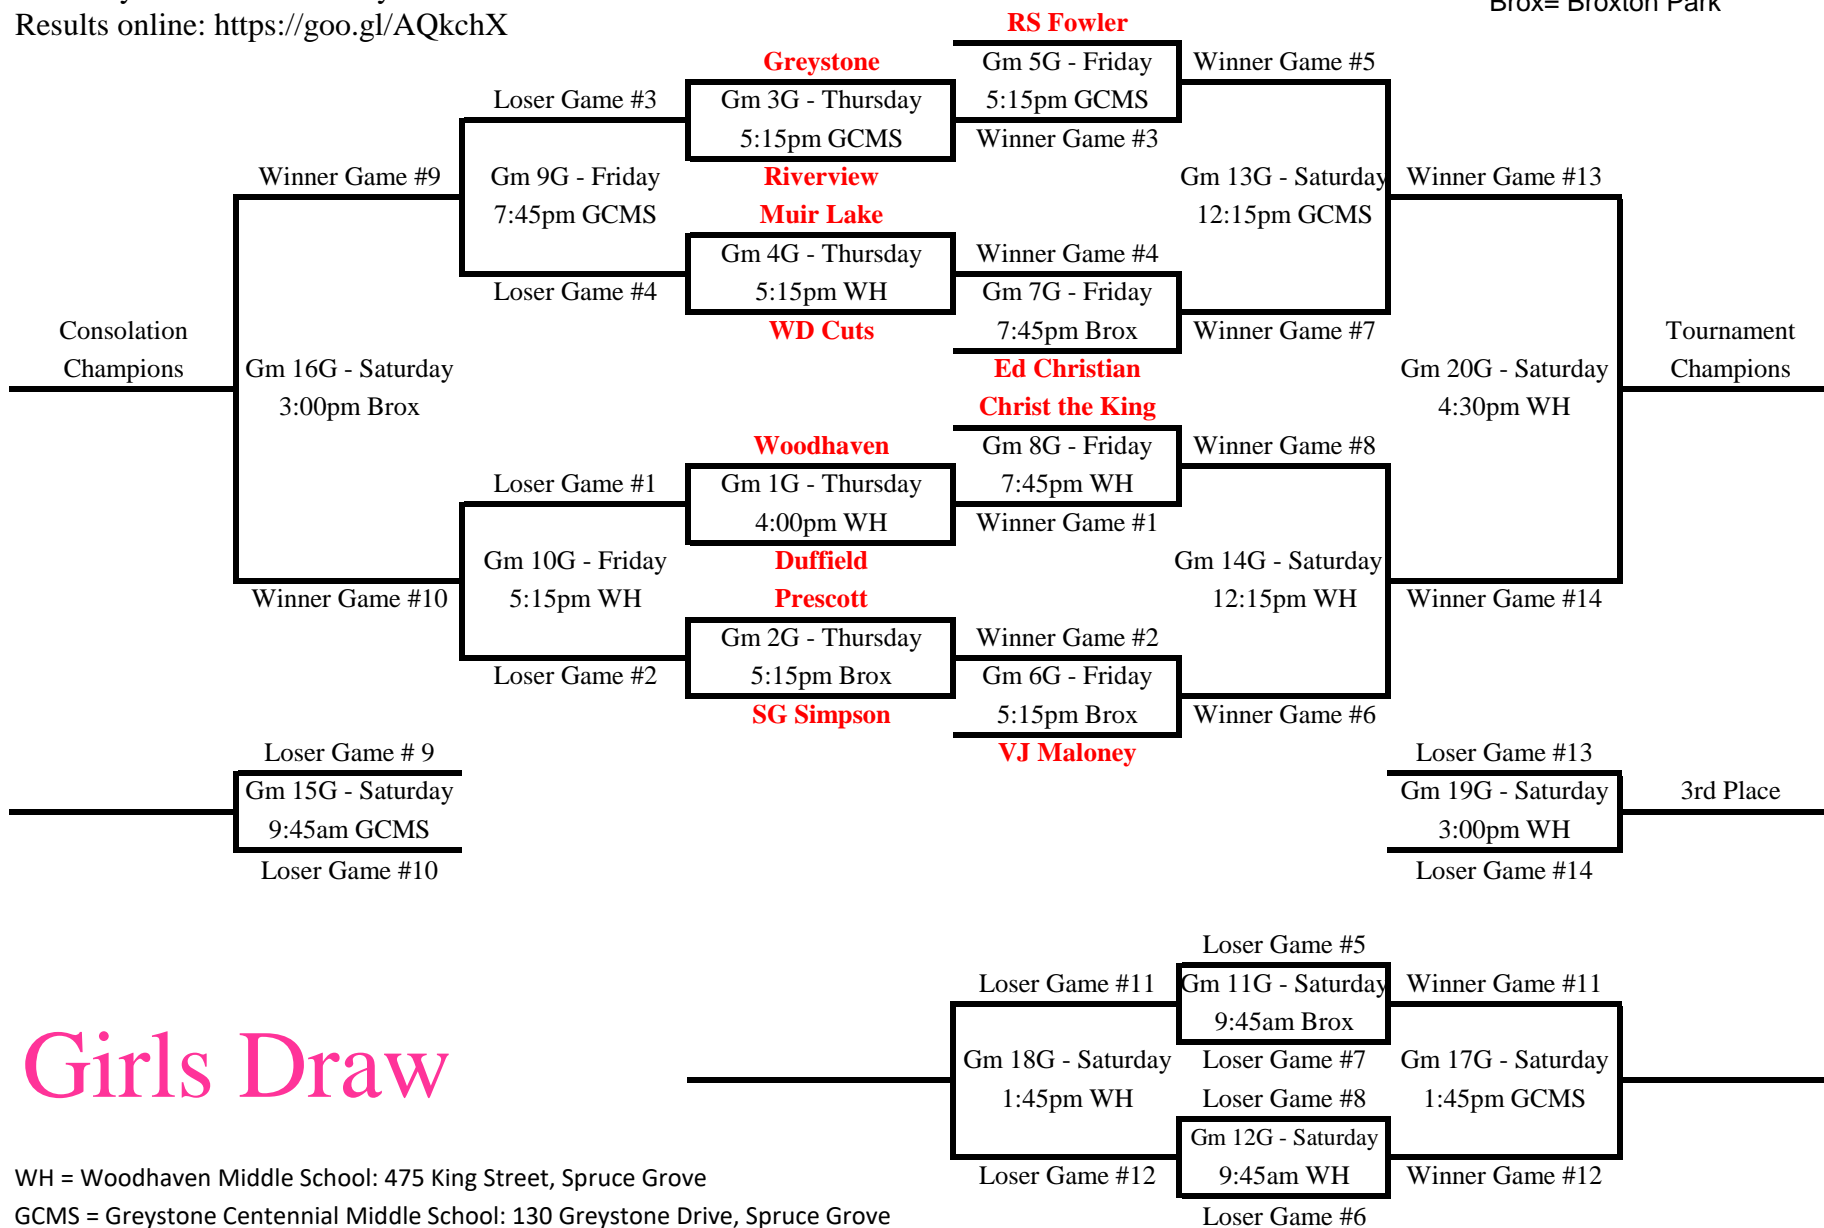 Results online: https://goo.gl/AQkchX
Brox= Broxton Park
RS Fowler
Greystone
Gm 5G - Friday
Winner Game #5
Loser Game #3
Gm 3G - Thursday
5:15pm GCMS
5:15pm GCMS
Winner Game #3
Winner Game #9
Gm 9G - Friday
Riverview
Gm 13G - Saturday
Winner Game #13
7:45pm GCMS
Muir Lake
12:15pm GCMS
Gm 4G - Thursday
Winner Game #4
Loser Game #4
5:15pm WH
Gm 7G - Friday
Consolation
WD Cuts
7:45pm Brox
Winner Game #7
Tournament
Champions
Gm 16G - Saturday
Ed Christian
Gm 20G - Saturday
Champions
3:00pm Brox
Christ the King
4:30pm WH
Woodhaven
Gm 8G - Friday
Winner Game #8
Loser Game #1
Gm 1G - Thursday
7:45pm WH
4:00pm WH
Winner Game #1
Gm 10G - Friday
Duffield
Gm 14G - Saturday
Winner Game #10
5:15pm WH
Prescott
12:15pm WH
Winner Game #14
Gm 2G - Thursday
Winner Game #2
Loser Game #2
5:15pm Brox
Gm 6G - Friday
SG Simpson
5:15pm Brox
Winner Game #6
Loser Game # 9
VJ Maloney
Loser Game #13
Gm 15G - Saturday
Gm 19G - Saturday
3rd Place
9:45am GCMS
3:00pm WH
Loser Game #10
Loser Game #14
Loser Game #5
Loser Game #11
Gm 11G - Saturday
Winner Game #11
9:45am Brox
Girls Draw
Gm 18G - Saturday
Loser Game #7
Gm 17G - Saturday
1:45pm WH
Loser Game #8
1:45pm GCMS
Gm 12G - Saturday
WH = Woodhaven Middle School: 475 King Street, Spruce Grove
Loser Game #12
9:45am WH
Winner Game #12
GCMS = Greystone Centennial Middle School: 130 Greystone Drive, Spruce Grove
Loser Game #6